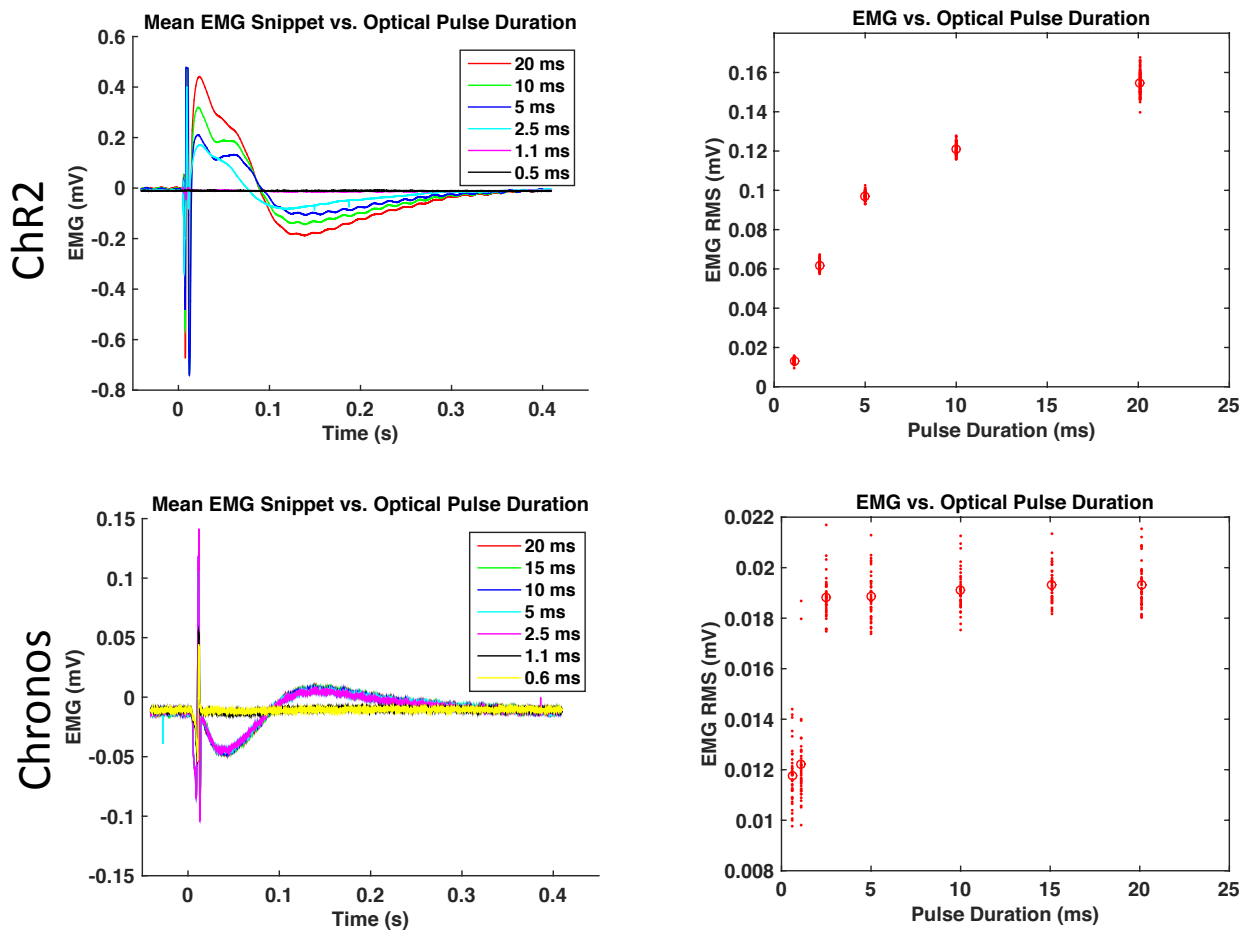 ChR2
Mean EMG Snippet vs. Optical Pulse Duration
EMG (mV)
0.6
0.4
0.2
0
-0.2
-0.4
-0.6
-0.8
20 ms
10 ms
5 ms
2.5 ms
1.1 ms
0.5 ms
0 0.1 0.2 0.3 0.4
Time (s)
EMG vs. Optical Pulse Duration
EMG RMS (mV)
0.16
0.14
0.12
0.1
0.08
0.06
0.04
0.02
0
0 5 10 15 20 25
Pulse Duration (ms)
Chronos
Mean EMG Snippet vs. Optical Pulse Duration
EMG (mV)
0.15
0.1
0.05
0
-0.05
-0.1
-0.15
20 ms
15 ms
10 ms
5 ms
2.5 ms
1.1 ms
0.6 ms
0 0.1 0.2 0.3 0.4
Time (s)
EMG vs. Optical Pulse Duration
EMG RMS (mV)
0.022
0.02
0.018
0.016
0.014
0.012
0.01
0.008
0 5 10 15 20 25
Pulse Duration (ms)